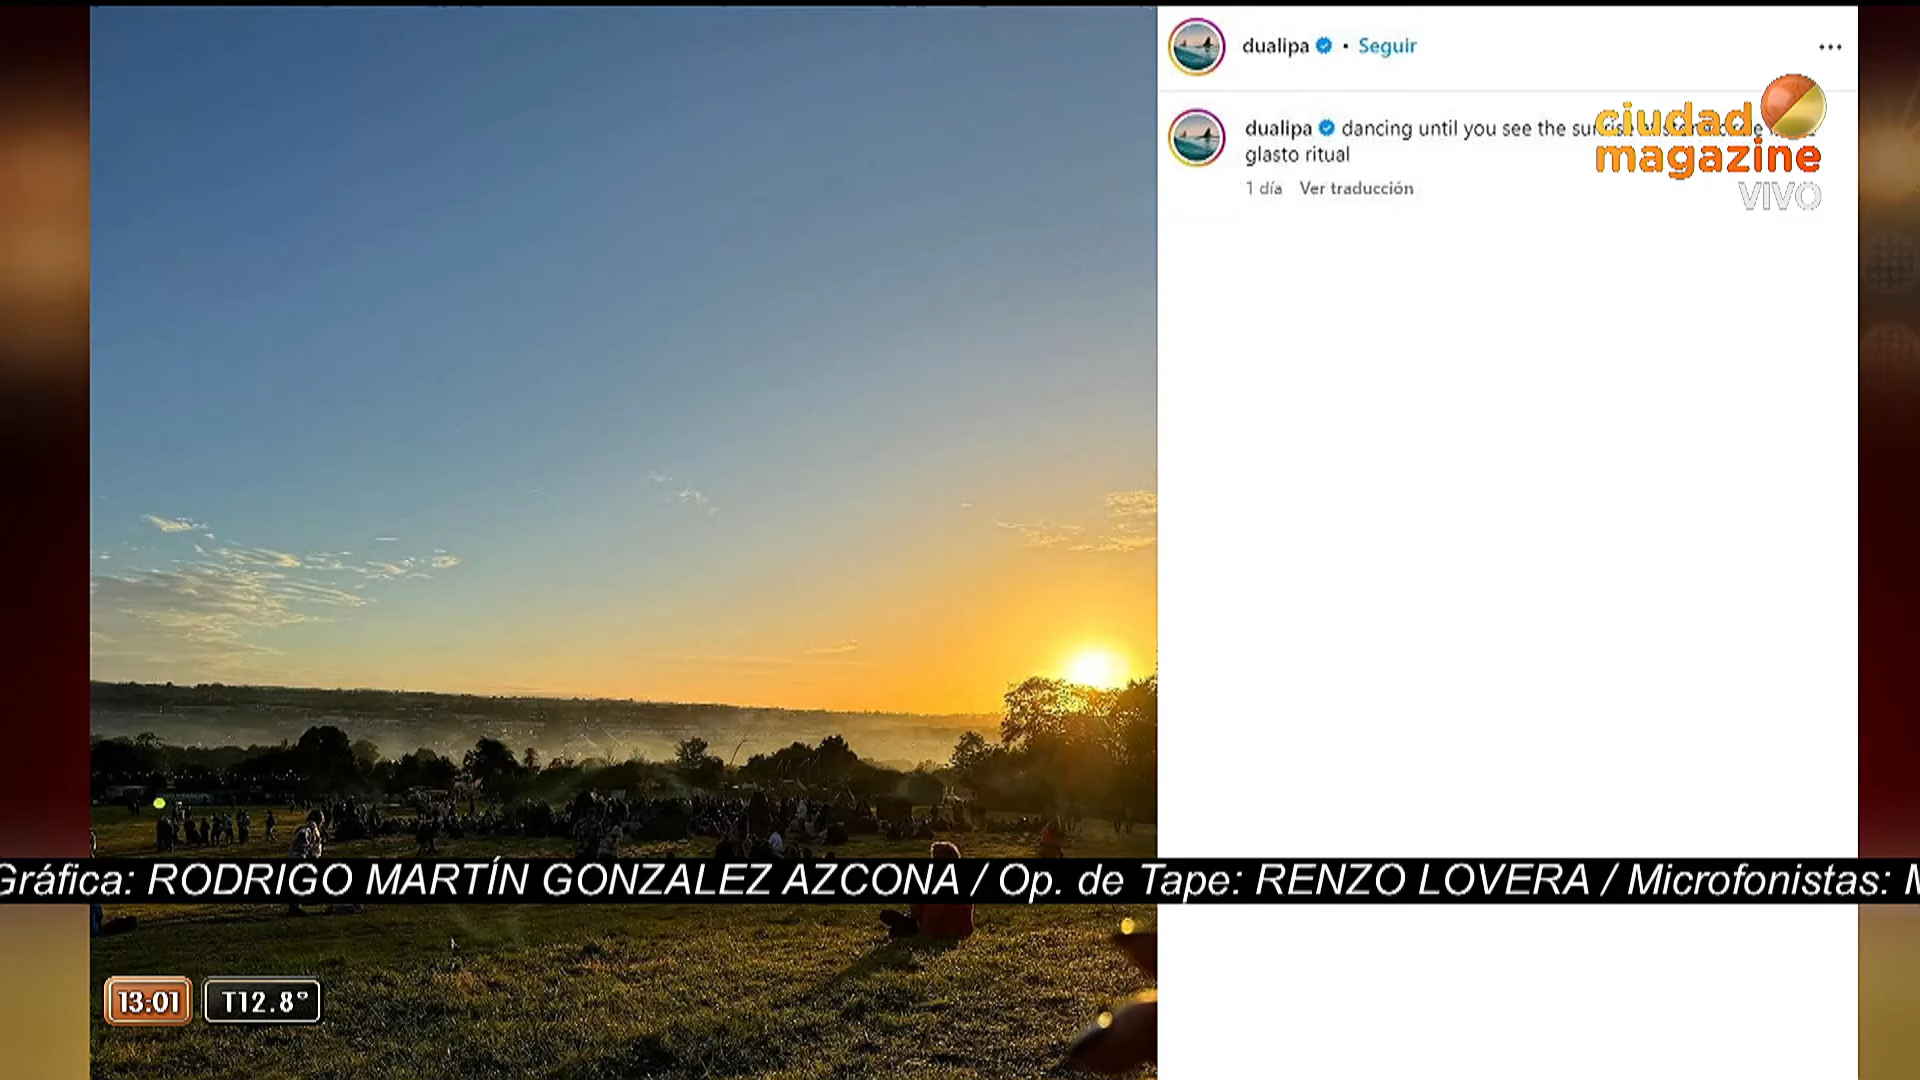 dualipa • Seguir
ciudad
magazine
VIVO
dualipa dancing until you see the
glasto ritual
1 día Ver traducción
Gráfica: RODRIGO MARTÍN GONZALEZ AZCONA / Op. de Tape: RENZO LOVERA / Microfonistas:
13:01 T12.8°